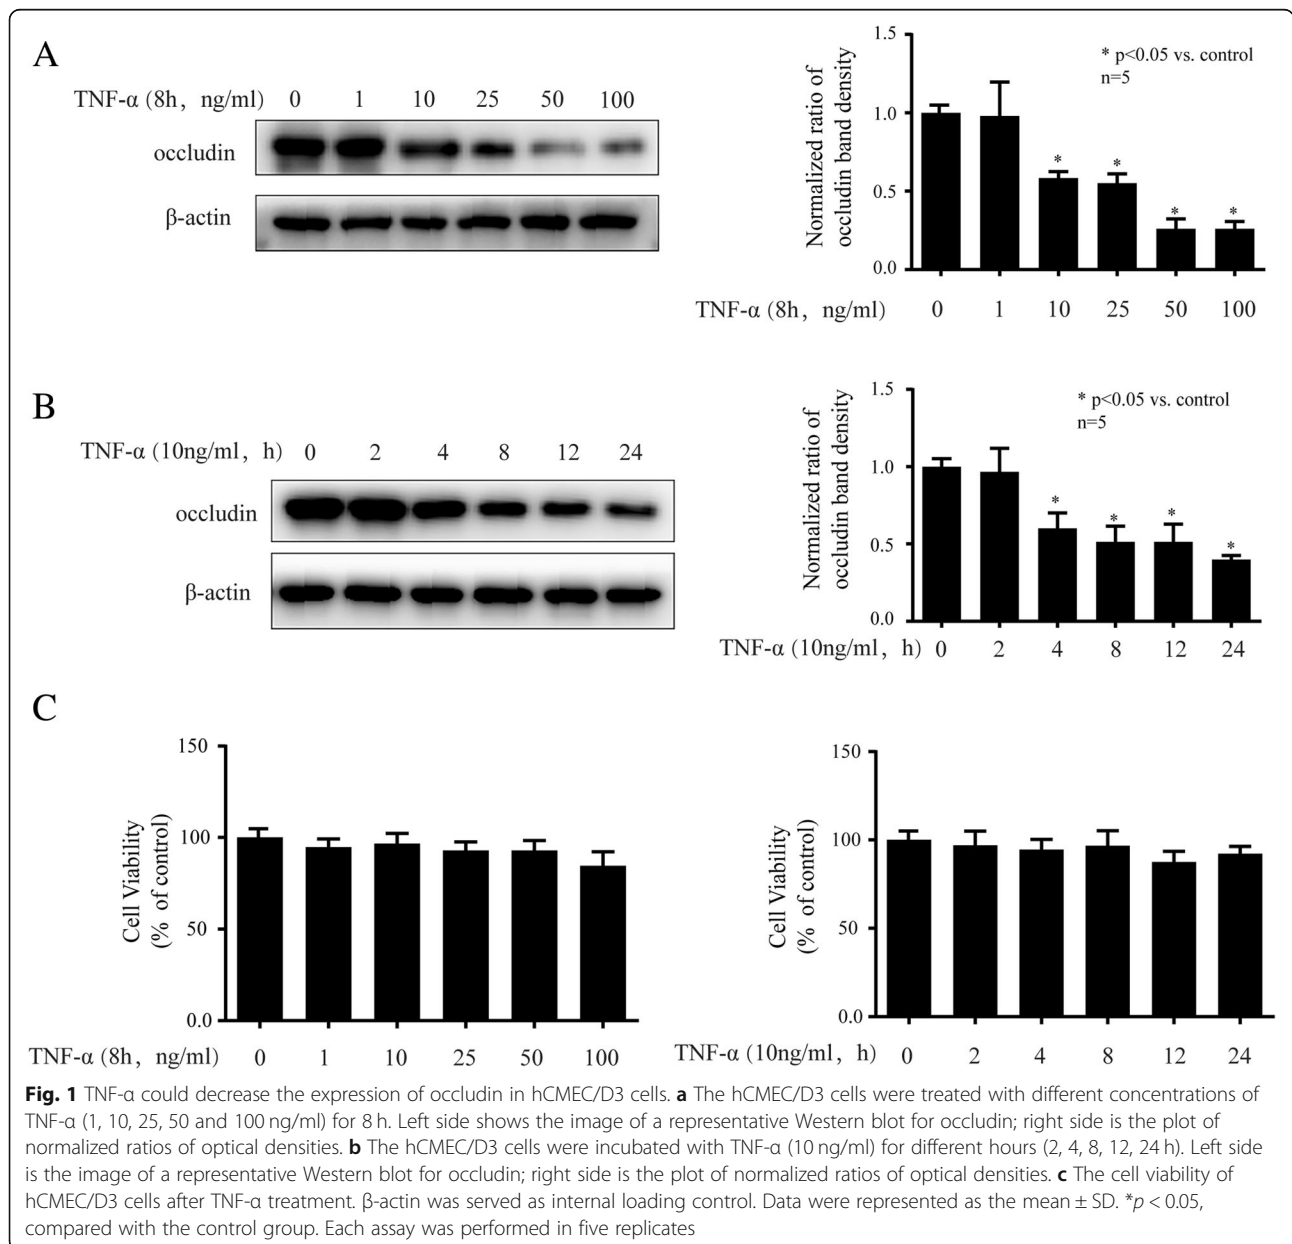 A
TNF-α (8h, ng/ml) 0 1 10 25 50 100
occludin
β-actin
Normalized ratio of
occludin band density
1.5
1.0
0.5
0.0
* p<0.05 vs. control
n=5
* * * *
TNF-α (8h, ng/ml) 0 1 10 25 50 100
B
TNF-α (10ng/ml, h) 0 2 4 8 12 24
occludin
β-actin
Normalized ratio of
occludin band density
1.5
1.0
0.5
0.0
* p<0.05 vs. control
n=5
* * * *
TNF-α (10ng/ml, h) 0 2 4 8 12 24
C
Cell Viability
(% of control)
150
100
50
0.0
TNF-α (8h, ng/ml) 0 1 10 25 50 100
Cell Viability
(% of control)
150
100
50
0.0
TNF-α (10ng/ml, h) 0 2 4 8 12 24
Fig. 1 TNF-α could decrease the expression of occludin in hCMEC/D3 cells. a The hCMEC/D3 cells were treated with different concentrations of
TNF-α (1, 10, 25, 50 and 100 ng/ml) for 8 h. Left side shows the image of a representative Western blot for occludin; right side is the plot of
normalized ratios of optical densities. b The hCMEC/D3 cells were incubated with TNF-α (10 ng/ml) for different hours (2, 4, 8, 12, 24 h). Left side
is the image of a representative Western blot for occludin; right side is the plot of normalized ratios of optical densities. c The cell viability of
hCMEC/D3 cells after TNF-α treatment. β-actin was served as internal loading control. Data were represented as the mean ± SD. *p < 0.05,
compared with the control group. Each assay was performed in five replicates